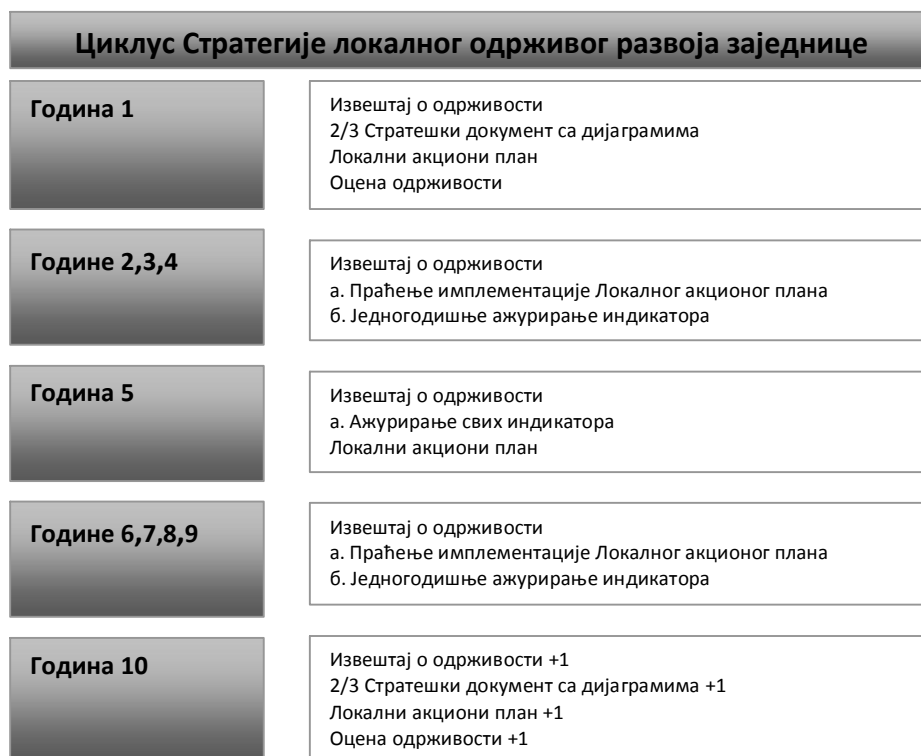 Циклус Стратегије локалног одрживог развоја заједнице
Година 1
Извештај о одрживости
2/3 Стратешки документ са дијаграмима
Локални акциони план
Оцена одрживости
Године 2,3,4
Извештај о одрживости
а. Праћење имплементације Локалног акционог плана
б. Једногодишње ажурирање индикатора
Година 5
Извештај о одрживости
а. Ажурирање свих индикатора
Локални акциони план
Године 6,7,8,9
Извештај о одрживости
а. Праћење имплементације Локалног акционог плана
б. Једногодишње ажурирање индикатора
Година 10
Извештај о одрживости +1
2/3 Стратешки документ са дијаграмима +1
Локални акциони план +1
Оцена одрживости +1